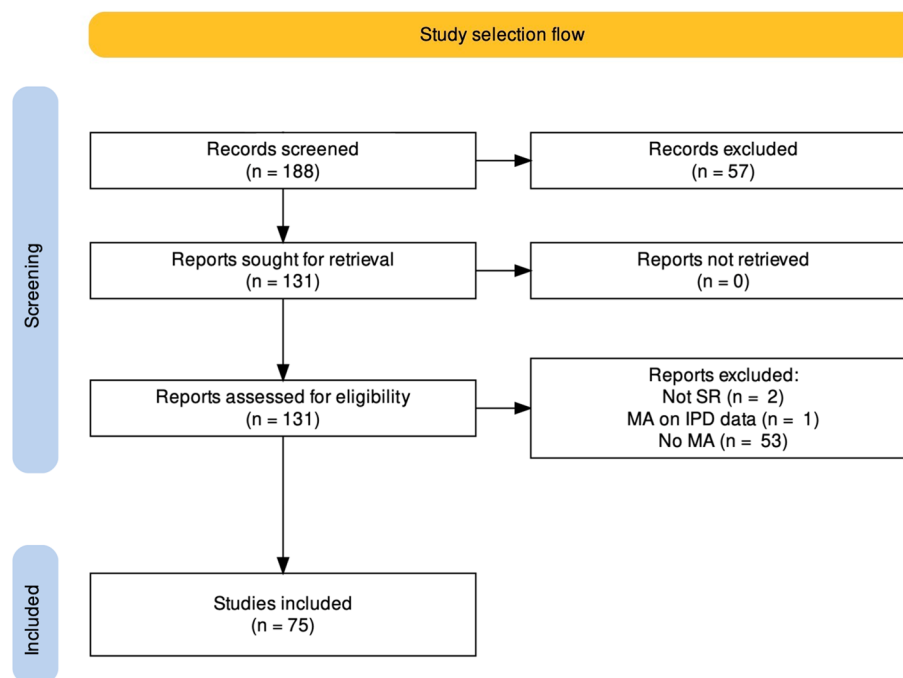 Study selection flow
Screening
Records screened
(n = 188)
Records excluded
(n = 57)
Reports sought for retrieval
(n = 131)
Reports not retrieved
(n = 0)
Reports assessed for eligibility
(n = 131)
Reports excluded:
Not SR (n = 2)
MA on IPD data (n = 1)
No MA (n = 53)
Included
Studies included
(n = 75)